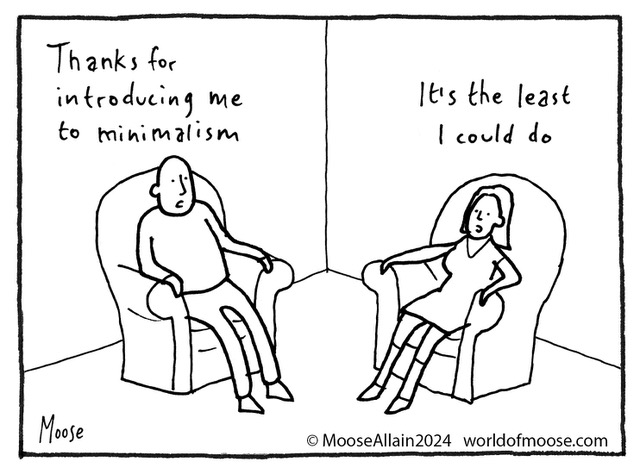 Thanks for
introducing me
to minimalism
It's the least
I could do
Moose
© MooseAllain2024 worldofmoose.com